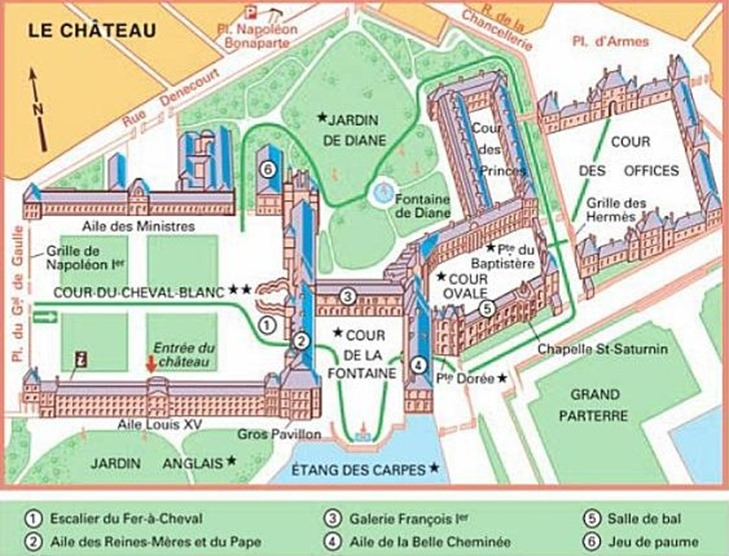 LE CHÂTEAU
P
Pl. Napoléon
Bonaparte
R. de la
Chancellerie
Pl. d'Armes
N
Rue Denecourt
★JARDIN
DE DIANE
Cour
des
Princes
COUR
DES OFFICES
6
Fontaine
de Diane
Grille des
Hermès
Aile des Ministres
Grille de
Napoléon Ier
Pl. du Gal de Gaulle
★Pte du
Baptistère
★COUR
OVALE
COUR-DU-CHEVAL-BLANC★★
3
5
1
2
★COUR
DE LA
FONTAINE
Entrée du
château
i
4
Pte Dorée★
Chapelle St-Saturnin
GRAND
PARTERRE
Aile Louis XV
Gros Pavillon
JARDIN ANGLAIS★
ÉTANG DES CARPES★
1 Escalier du Fer-à-Cheval
2 Aile des Reines-Mères et du Pape
3 Galerie François Ier
4 Aile de la Belle Cheminée
5 Salle de bal
6 Jeu de paume